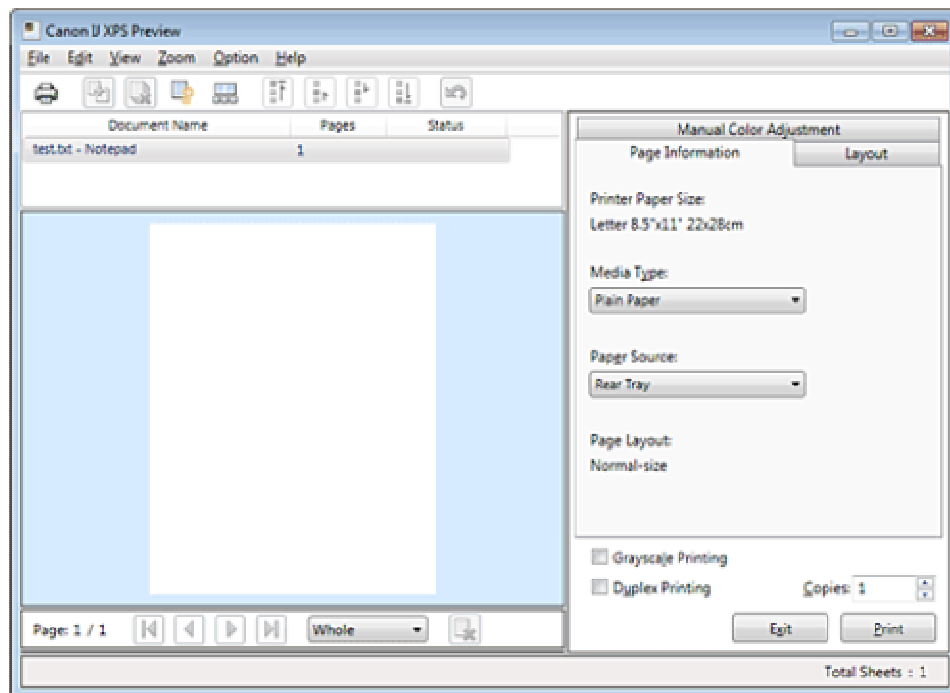 Canon IJ XPS Preview
File Edit View Zoom Option Help
Document Name Pages Status
test.txt - Notepad 1
Manual Color Adjustment
Page Information Layout
Printer Paper Size:
Letter 8.5"x11" 22x28cm
Media Type:
Plain Paper
Paper Source:
Rear Tray
Page Layout:
Normal-size
Grayscale Printing
Duplex Printing Copies: 1
Page: 1 / 1 Whole Exit Print
Total Sheets : 1